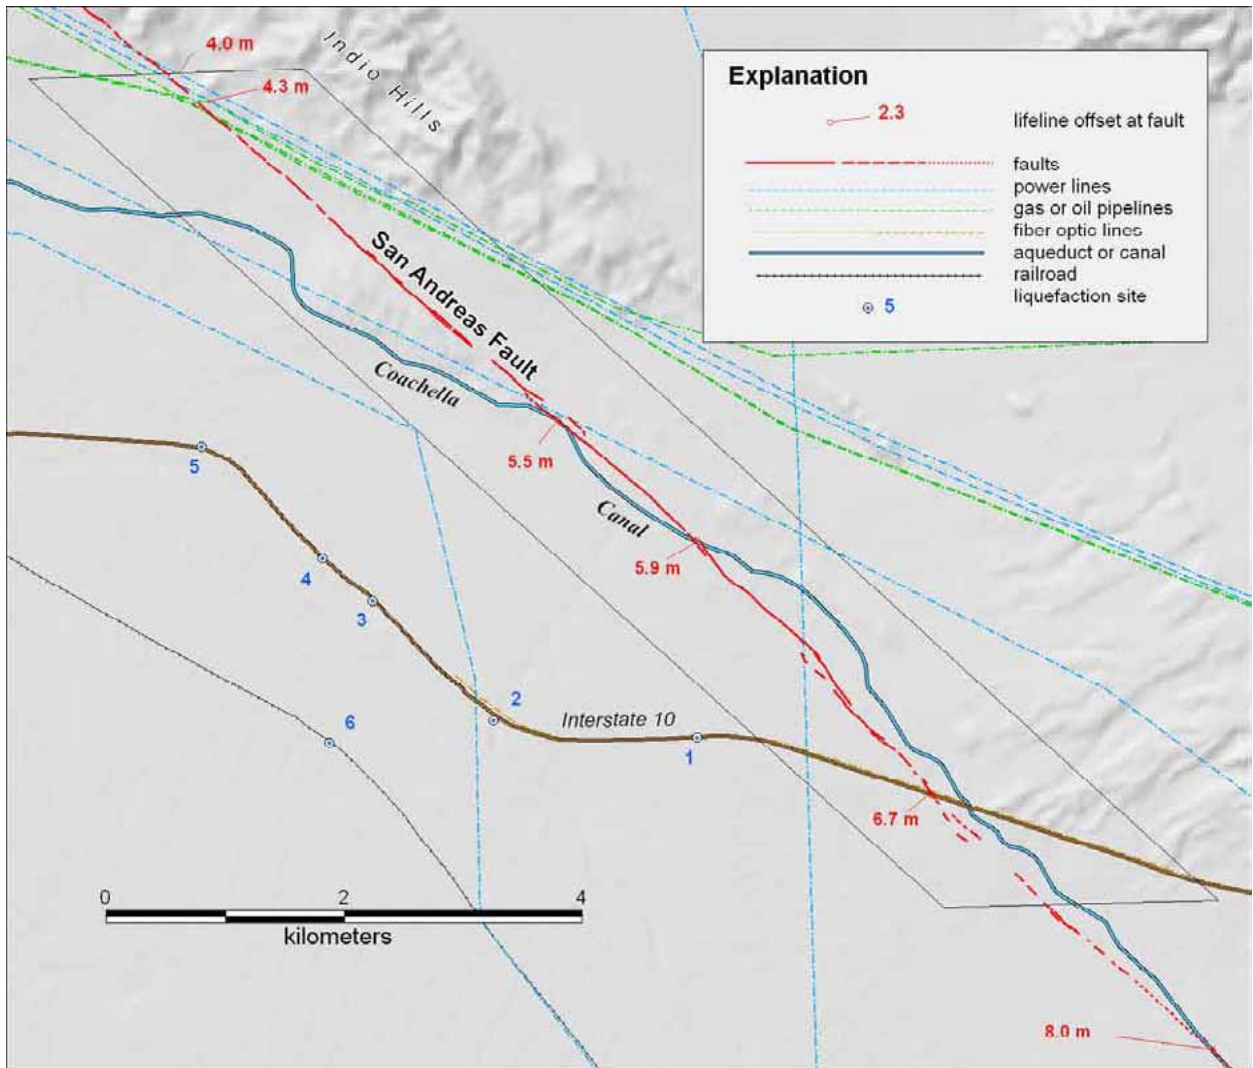 4.0 m
4.3 m
Indio Hills
Explanation
2.3
lifeline offset at fault
faults
power lines
gas or oil pipelines
fiber optic lines
aqueduct or canal
railroad
5
liquefaction site
San Andreas Fault
Coachella
5.5 m
Canal
5.9 m
5
4
3
2
Interstate 10
1
6
6.7 m
0 2 4
kilometers
8.0 m